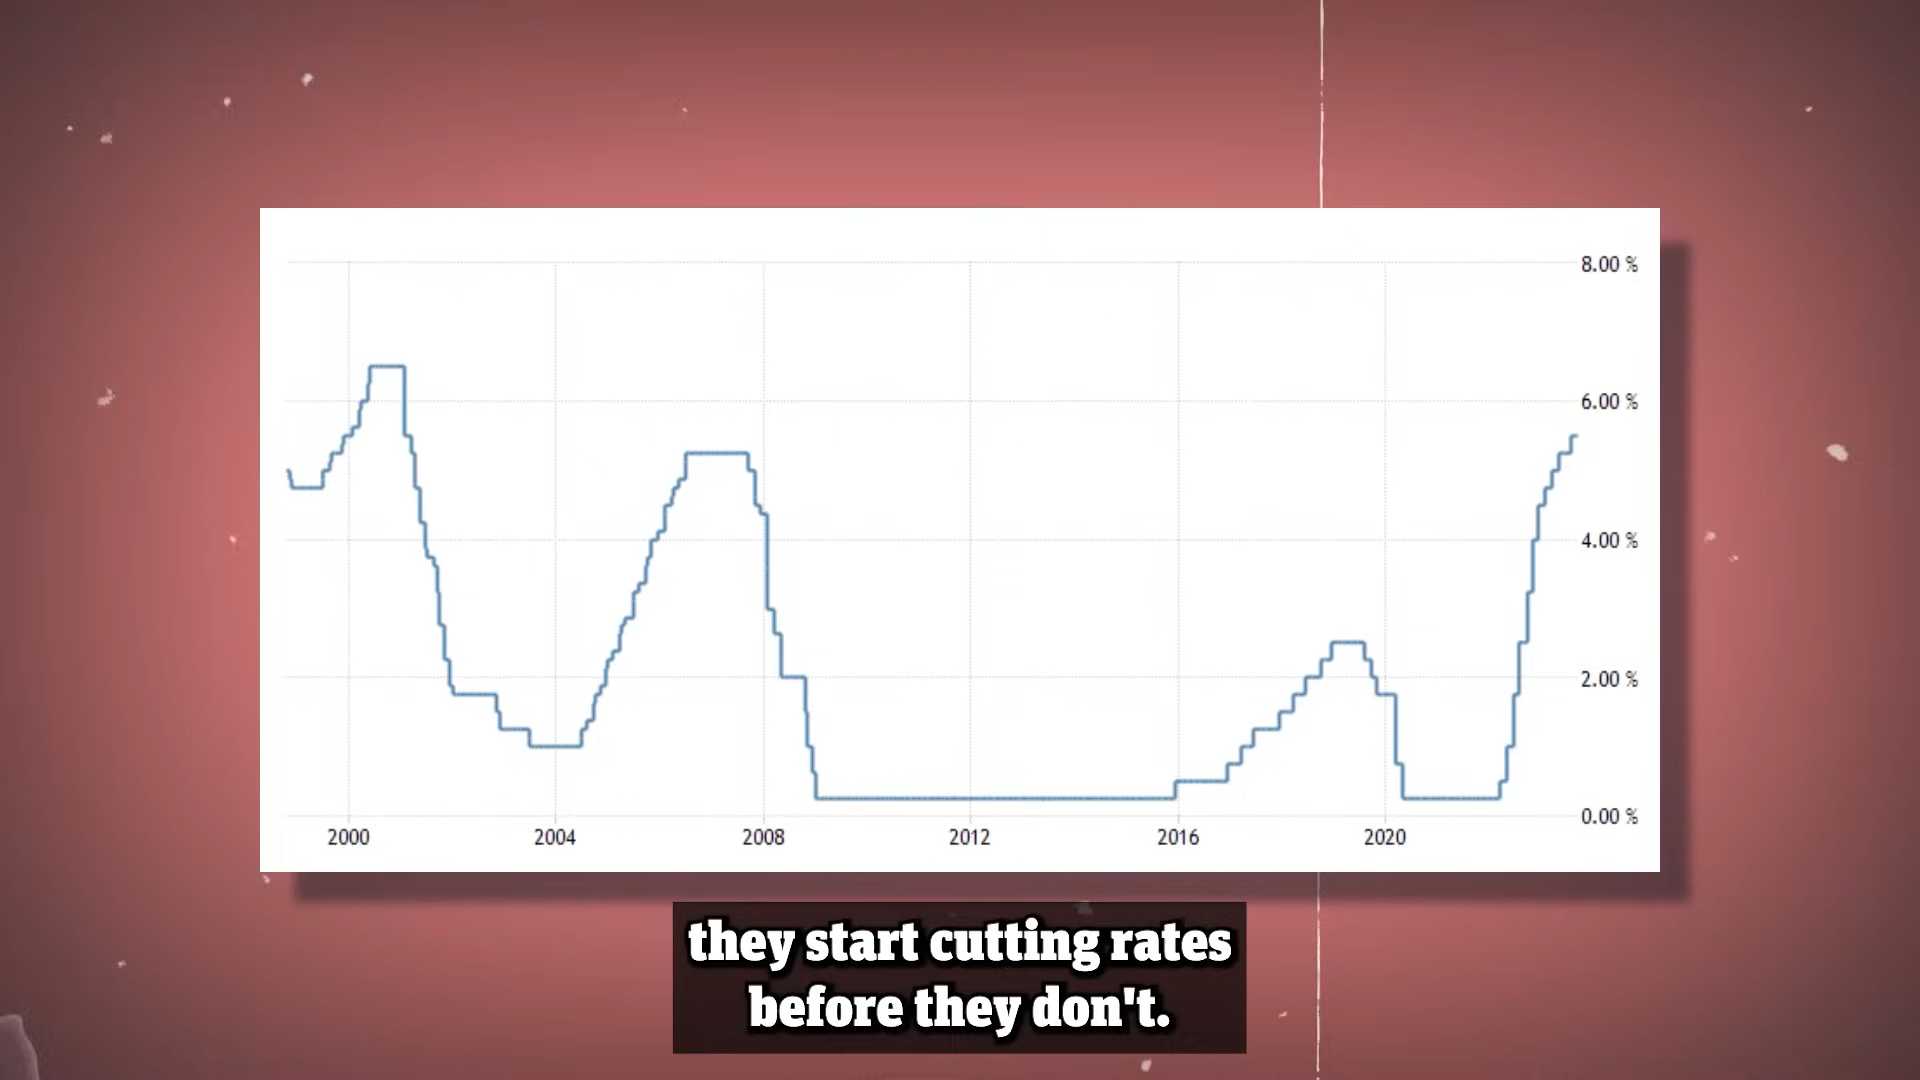 8.00 %
6.00 %
4.00 %
2.00 %
0.00 %
2000 2004 2008 2012 2016 2020
they start cutting rates
before they don't.